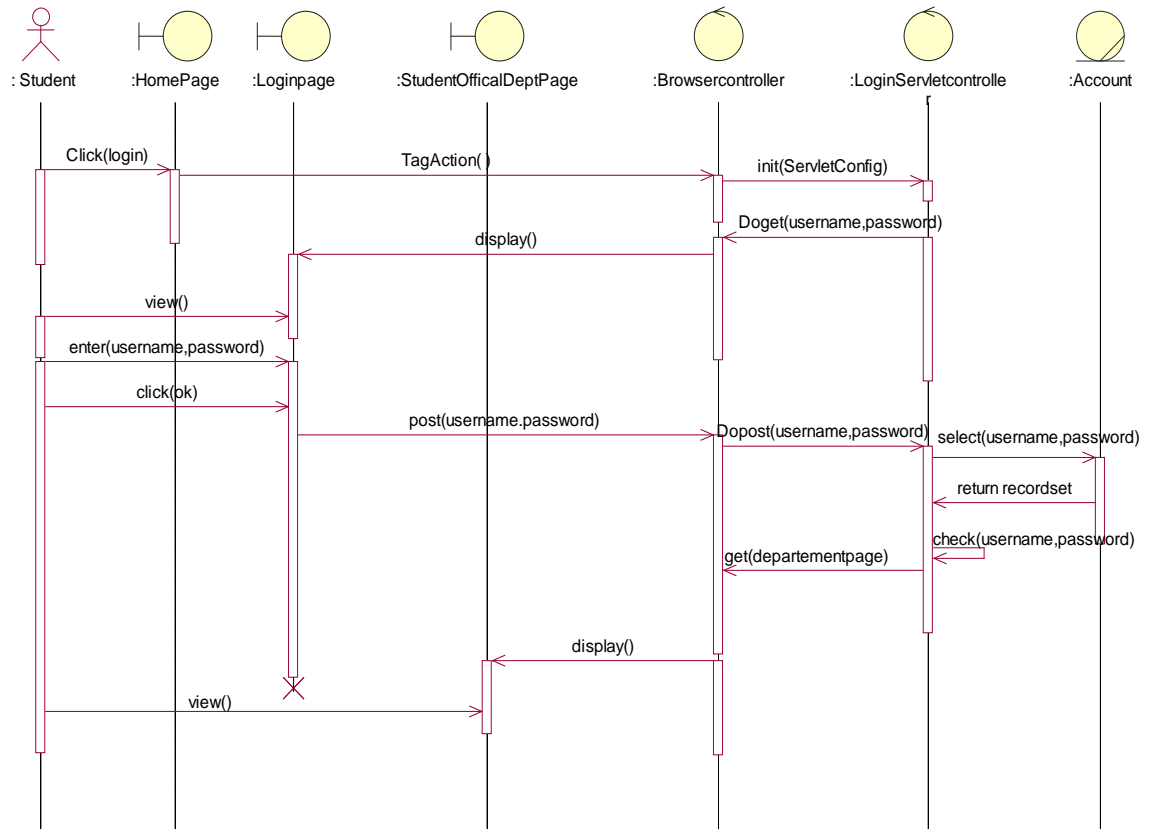 : Student
:HomePage
:Loginpage
:StudentOfficalDeptPage
:Browsercontroller
:LoginServletcontrolle
r
:Account
Click(login)
TagAction( )
init(ServletConfig)
Doget(username,password)
display()
view()
enter(username,password)
click(ok)
post(username.password)
Dopost(username,password)
select(username,password)
return recordset
check(username,password)
get(departementpage)
display()
view()